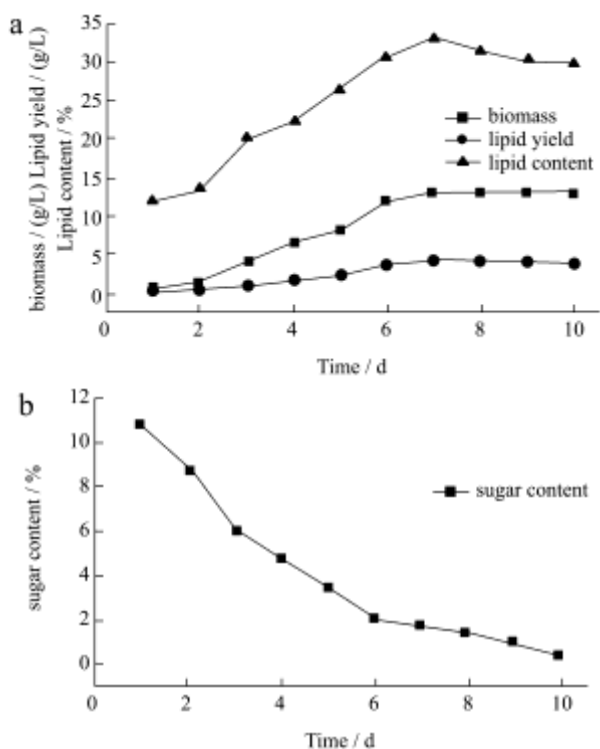 a
35
30
25
20
15
10
5
0
biomass / (g/L) Lipid yield / (g/L)
Lipid content / %
biomass
lipid yield
lipid content
0 2 4 6 8 10
Time / d
b
12
10
8
6
4
2
0
sugar content / %
sugar content
0 2 4 6 8 10
Time / d